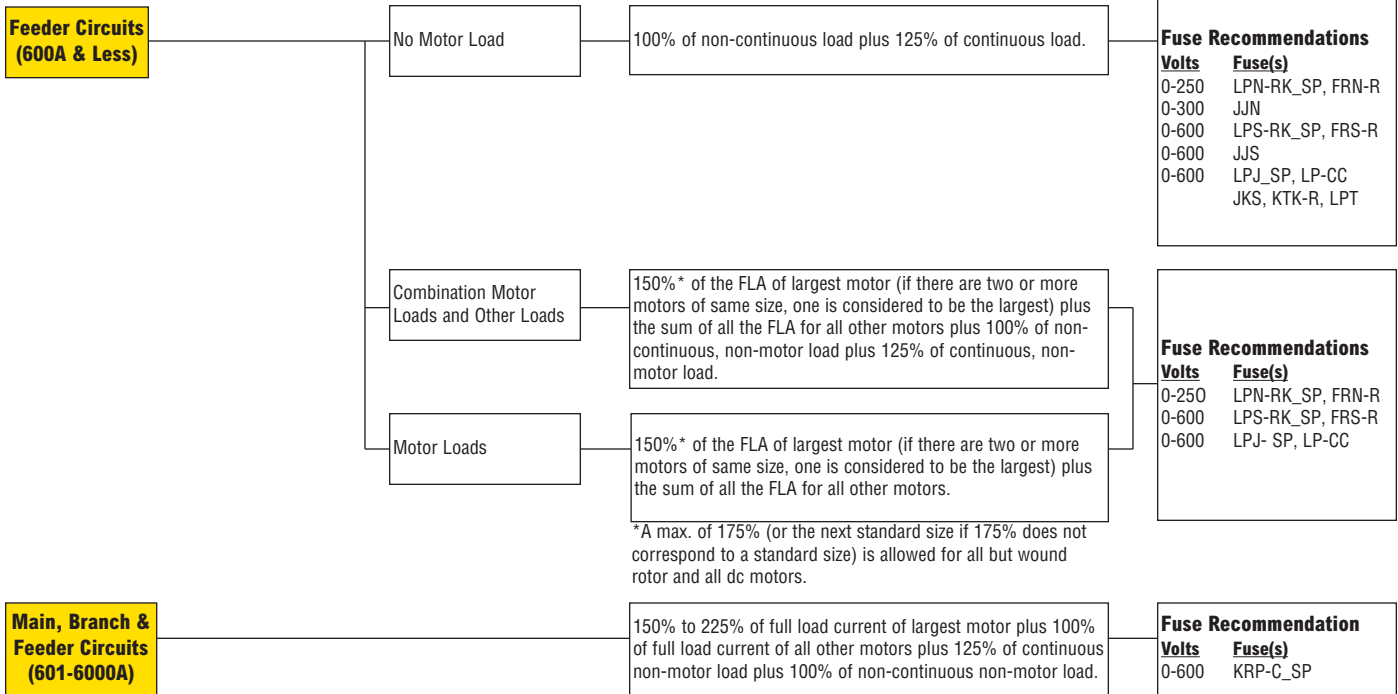 Feeder Circuits
(600A & Less)
No Motor Load
100% of non-continuous load plus 125% of continuous load.
Fuse Recommendations
Volts Fuse(s)
0-250 LPN-RK_SP, FRN-R
0-300 JJN
0-600 LPS-RK_SP, FRS-R
0-600 JJS
0-600 LPJ_SP, LP-CC
JKS, KTK-R, LPT
Combination Motor
Loads and Other Loads
150%* of the FLA of largest motor (if there are two or more
motors of same size, one is considered to be the largest) plus
the sum of all the FLA for all other motors plus 100% of non-
continuous, non-motor load plus 125% of continuous, non-
motor load.
Fuse Recommendations
Volts Fuse(s)
0-250 LPN-RK_SP, FRN-R
0-600 LPS-RK_SP, FRS-R
0-600 LPJ- SP, LP-CC
Motor Loads
150%* of the FLA of largest motor (if there are two or more
motors of same size, one is considered to be the largest) plus
the sum of all the FLA for all other motors.
*A max. of 175% (or the next standard size if 175% does not
correspond to a standard size) is allowed for all but wound
rotor and all dc motors.
Main, Branch &
Feeder Circuits
(601-6000A)
150% to 225% of full load current of largest motor plus 100%
of full load current of all other motors plus 125% of continuous
non-motor load plus 100% of non-continuous non-motor load.
Fuse Recommendation
Volts Fuse(s)
0-600 KRP-C_SP